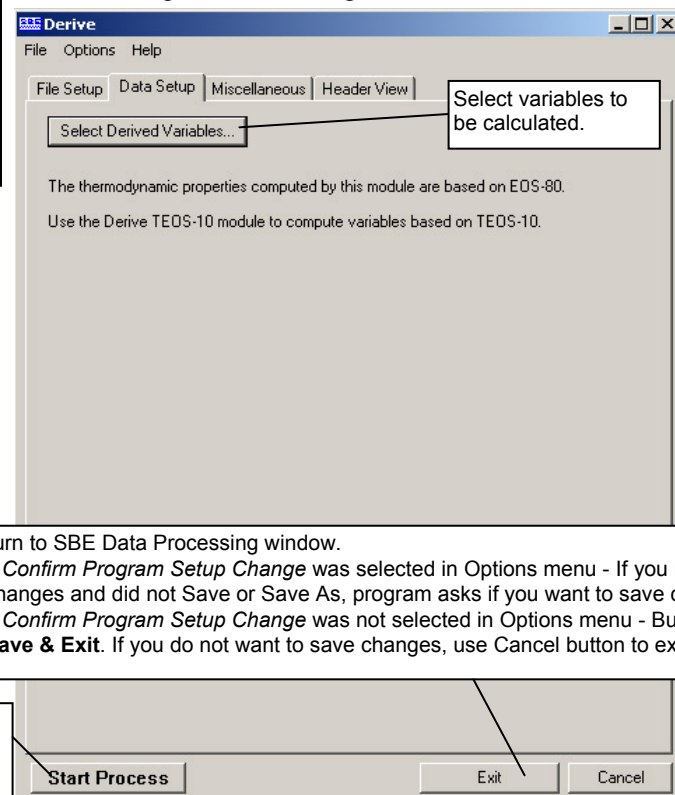 SBE Derive
File Options Help
File Setup Data Setup Miscellaneous Header View
Select variables to
be calculated.
Select Derived Variables...
The thermodynamic properties computed by this module are based on EOS-80.
Use the Derive TEOS-10 module to compute variables based on TEOS-10.
to SBE Data Processing window.
Confirm Program Setup Change was selected in Options menu - If you
and did not Save or Save As, program asks if you want to save
Confirm Program Setup Change was not selected in Options menu -
& Exit. If you do not want to save changes, use Cancel button to
Start Process Exit Cancel